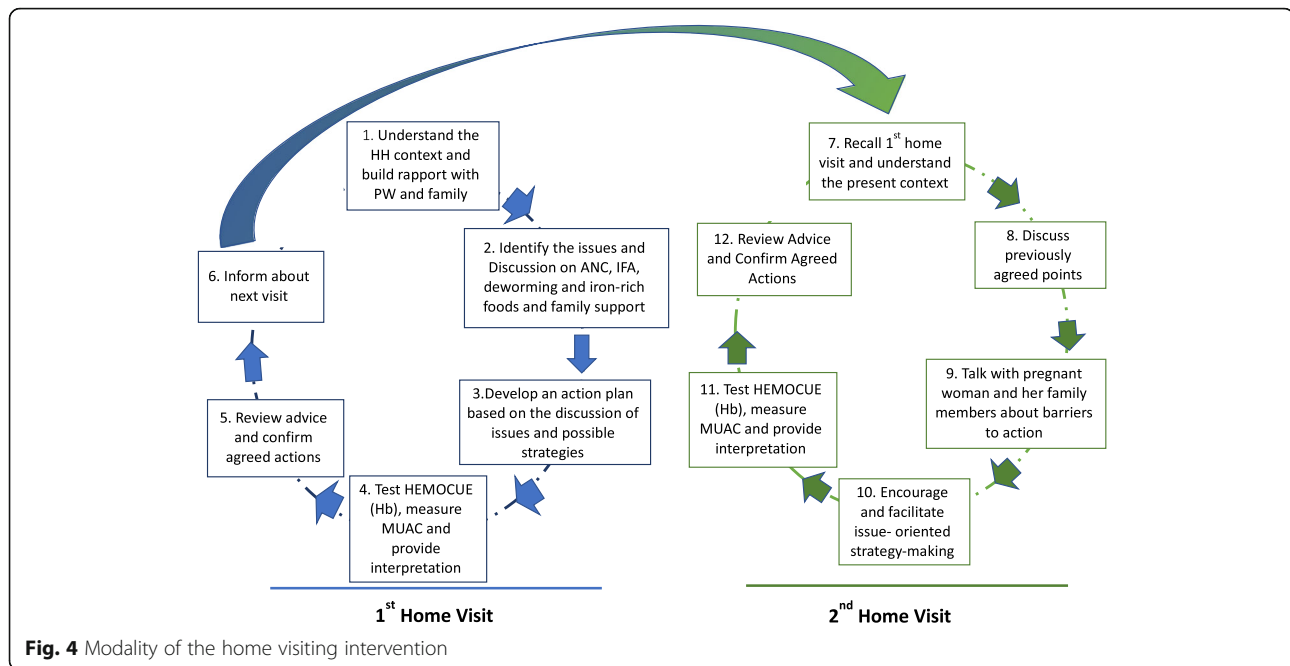 1. Understand the
HH context and
build rapport with
PW and family
2. Identify the issues and
Discussion on ANC, IFA,
deworming and iron-rich
foods and family support
3.Develop an action plan
based on the discussion of
issues and possible
strategies
4. Test HEMOCUE
(Hb), measure
MUAC and
provide
interpretation
5. Review advice
and confirm
agreed actions
6. Inform about
next visit
1st Home Visit
7. Recall 1st home
visit and understand
the present context
8. Discuss
previously
agreed points
9. Talk with pregnant
woman and her family
members about barriers
to action
10. Encourage
and facilitate
issue- oriented
strategy-making
11. Test HEMOCUE
(Hb), measure
MUAC and provide
interpretation
12. Review Advice
and Confirm Agreed
Actions
2nd Home Visit
Fig. 4 Modality of the home visiting intervention